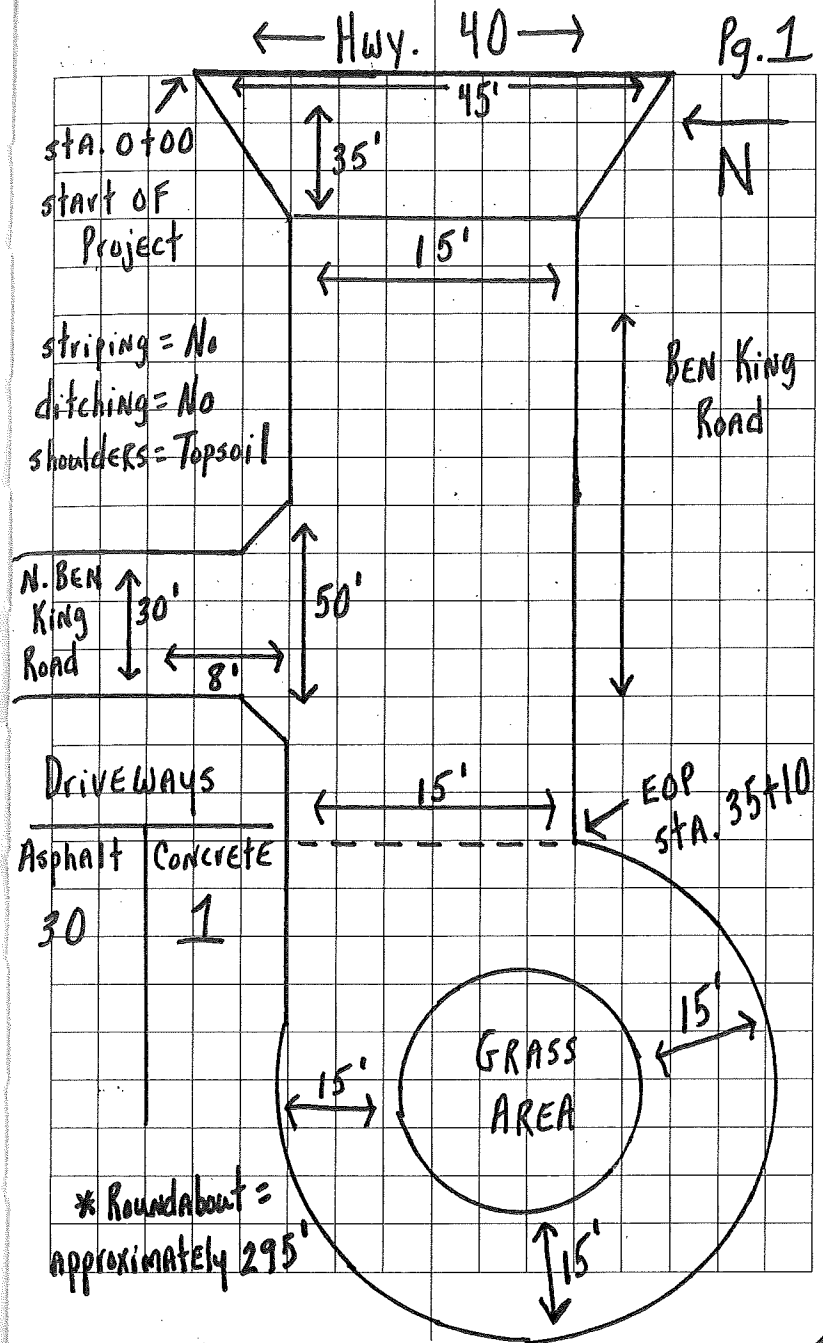 Hwy. 40
Pg. 1
45'
StA. 0+00
start OF
Project
35'
N
15'
striping = No
ditching = No
shoulders = Topsoil
BEN King
Road
N. BEN
King
Road
30'
8'
50'
DriveWAYS
Asphalt
Concrete
30
1
15'
EOP
StA. 35+10
15'
15'
GRASS
AREA
15'
* Roundabout =
approximately 295'